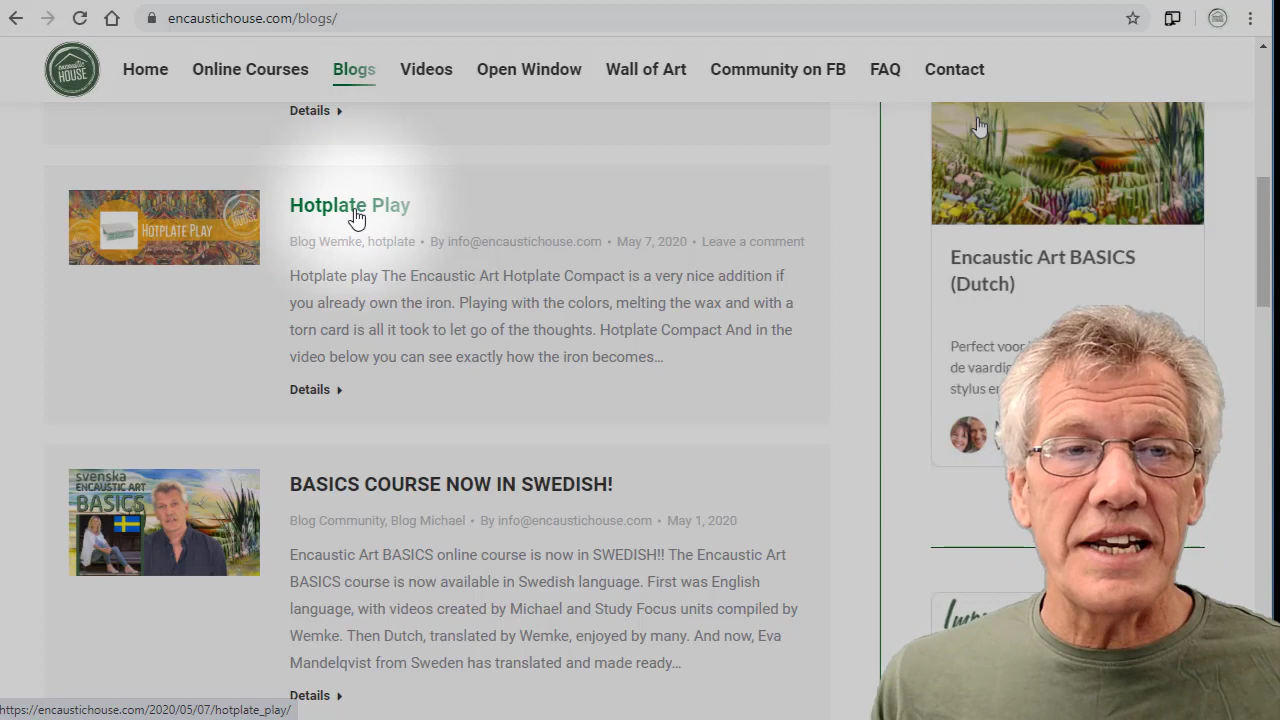 encaustichouse.com/blogs/
encaustic
HOUSE
Home
Online Courses
Blogs
Videos
Open Window
Wall of Art
Community on FB
FAQ
Contact
Details
HOTPLATE PLAY
HOUSE
Hotplate Play
Blog Wemke, hotplate • By info@encaustichouse.com • May 7, 2020 • Leave a comment
Hotplate play The Encaustic Art Hotplate Compact is a very nice addition if
you already own the iron. Playing with the colors, melting the wax and with a
torn card is all it took to let go of the thoughts. Hotplate Compact And in the
video below you can see exactly how the iron becomes…
Details
svenska
ENCAUSTIC ART
BASICS
BASICS COURSE NOW IN SWEDISH!
Blog Community, Blog Michael • By info@encaustichouse.com • May 1, 2020
Encaustic Art BASICS online course is now in SWEDISH!! The Encaustic Art
BASICS course is now available in Swedish language. First was English
language, with videos created by Michael and Study Focus units compiled by
Wemke. Then Dutch, translated by Wemke, enjoyed by many. And now, Eva
Mandelqvist from Sweden has translated and made ready…
Details
Encaustic Art BASICS
(Dutch)
Perfect voor
de vaardig
stylus en
https://encaustichouse.com/2020/05/07/hotplate_play/